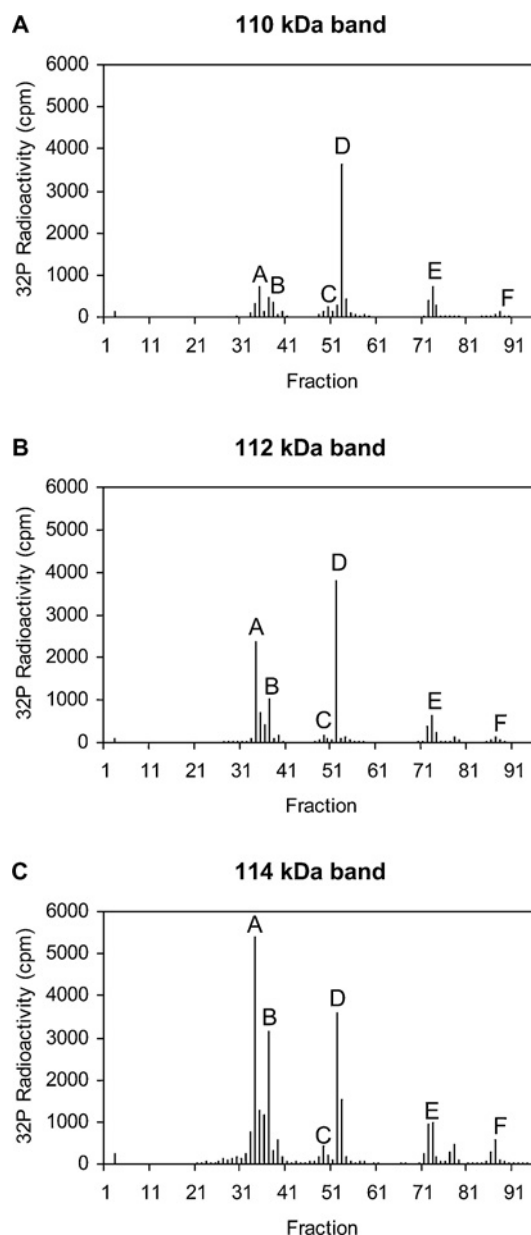 A
110 kDa band
32P Radioactivity (cpm)
6000
5000
4000
3000
2000
1000
0
A
B
C
D
E
F
1 11 21 31 41 51 61 71 81 91
Fraction
B
112 kDa band
32P Radioactivity (cpm)
6000
5000
4000
3000
2000
1000
0
A
B
C
D
E
F
1 11 21 31 41 51 61 71 81 91
Fraction
C
114 kDa band
32P Radioactivity (cpm)
6000
5000
4000
3000
2000
1000
0
A
B
C
D
E
F
1 11 21 31 41 51 61 71 81 91
Fraction